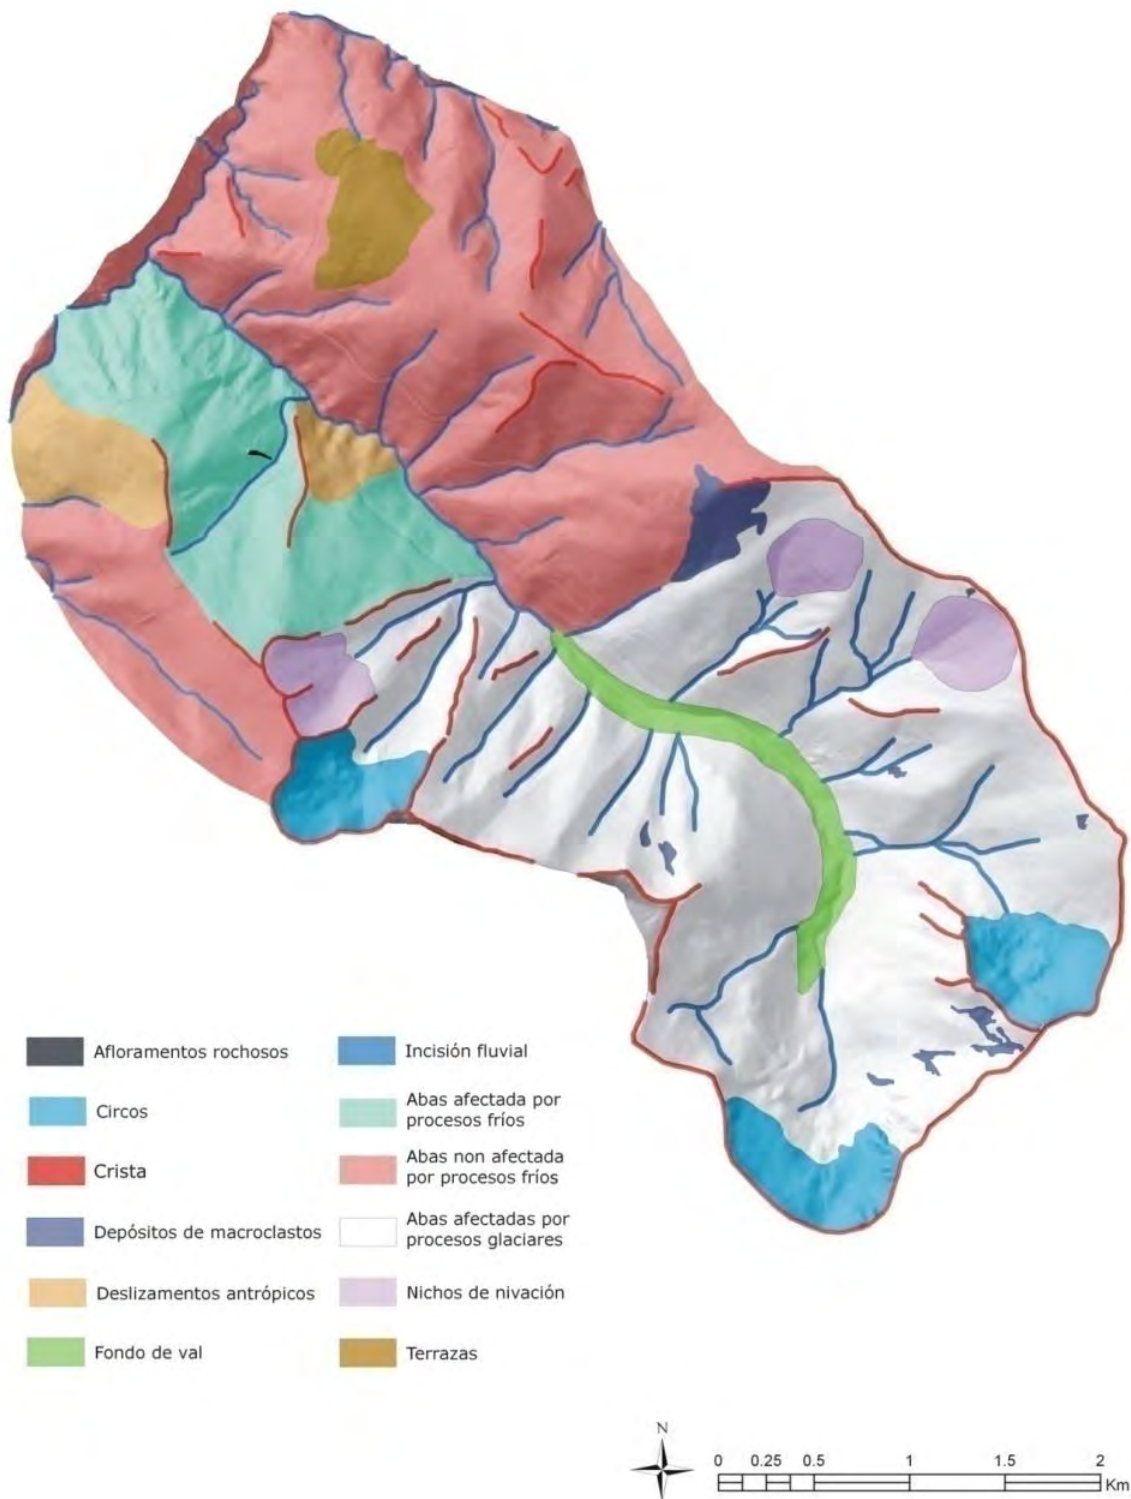 Afloramentos rochosos
Circos
Crista
Depósitos de macroclastos
Deslizamentos antrópicos
Fondo de val
Incisión fluvial
Abas afectada por
procesos fríos
Abas non afectada
por procesos fríos
Abas afectadas por
procesos glaciares
Nichos de nivación
Terrazas
N
0 0.25 0.5 1 1.5 2
Km